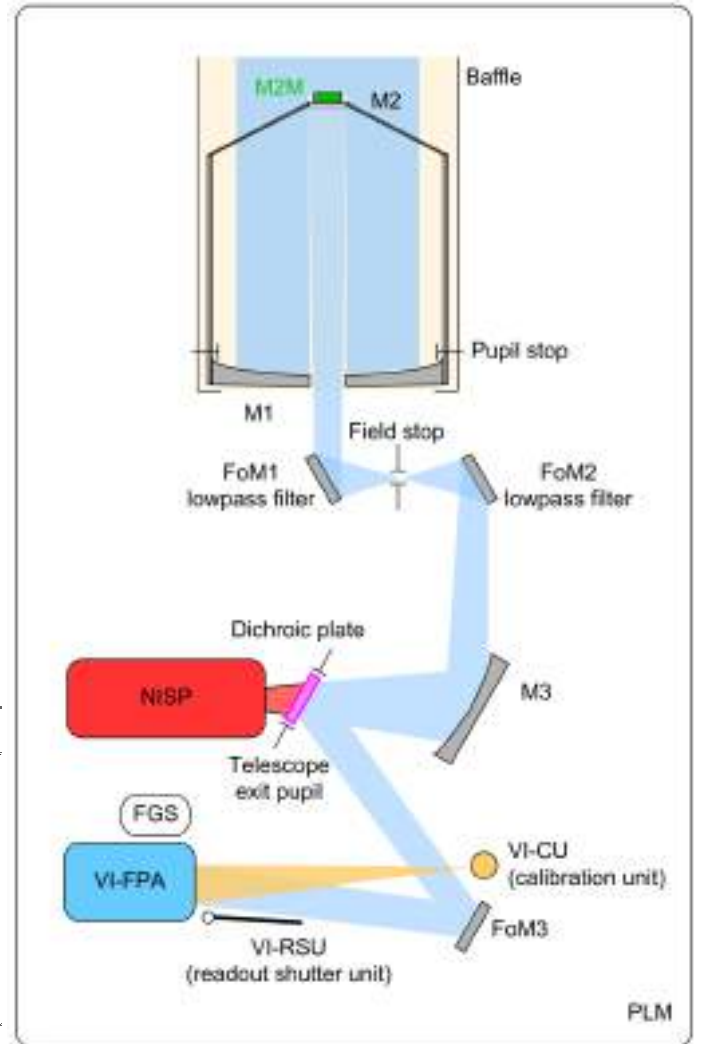 Baffle
M2M
M2
Pupil stop
M1
Field stop
FoM1
lowpass filter
FoM2
lowpass filter
Dichroic plate
NISP
M3
Telescope
exit pupil
FGS
VI-FPA
VI-CU
(calibration unit)
FoM3
VI-RSU
(readout shutter unit)
PLM